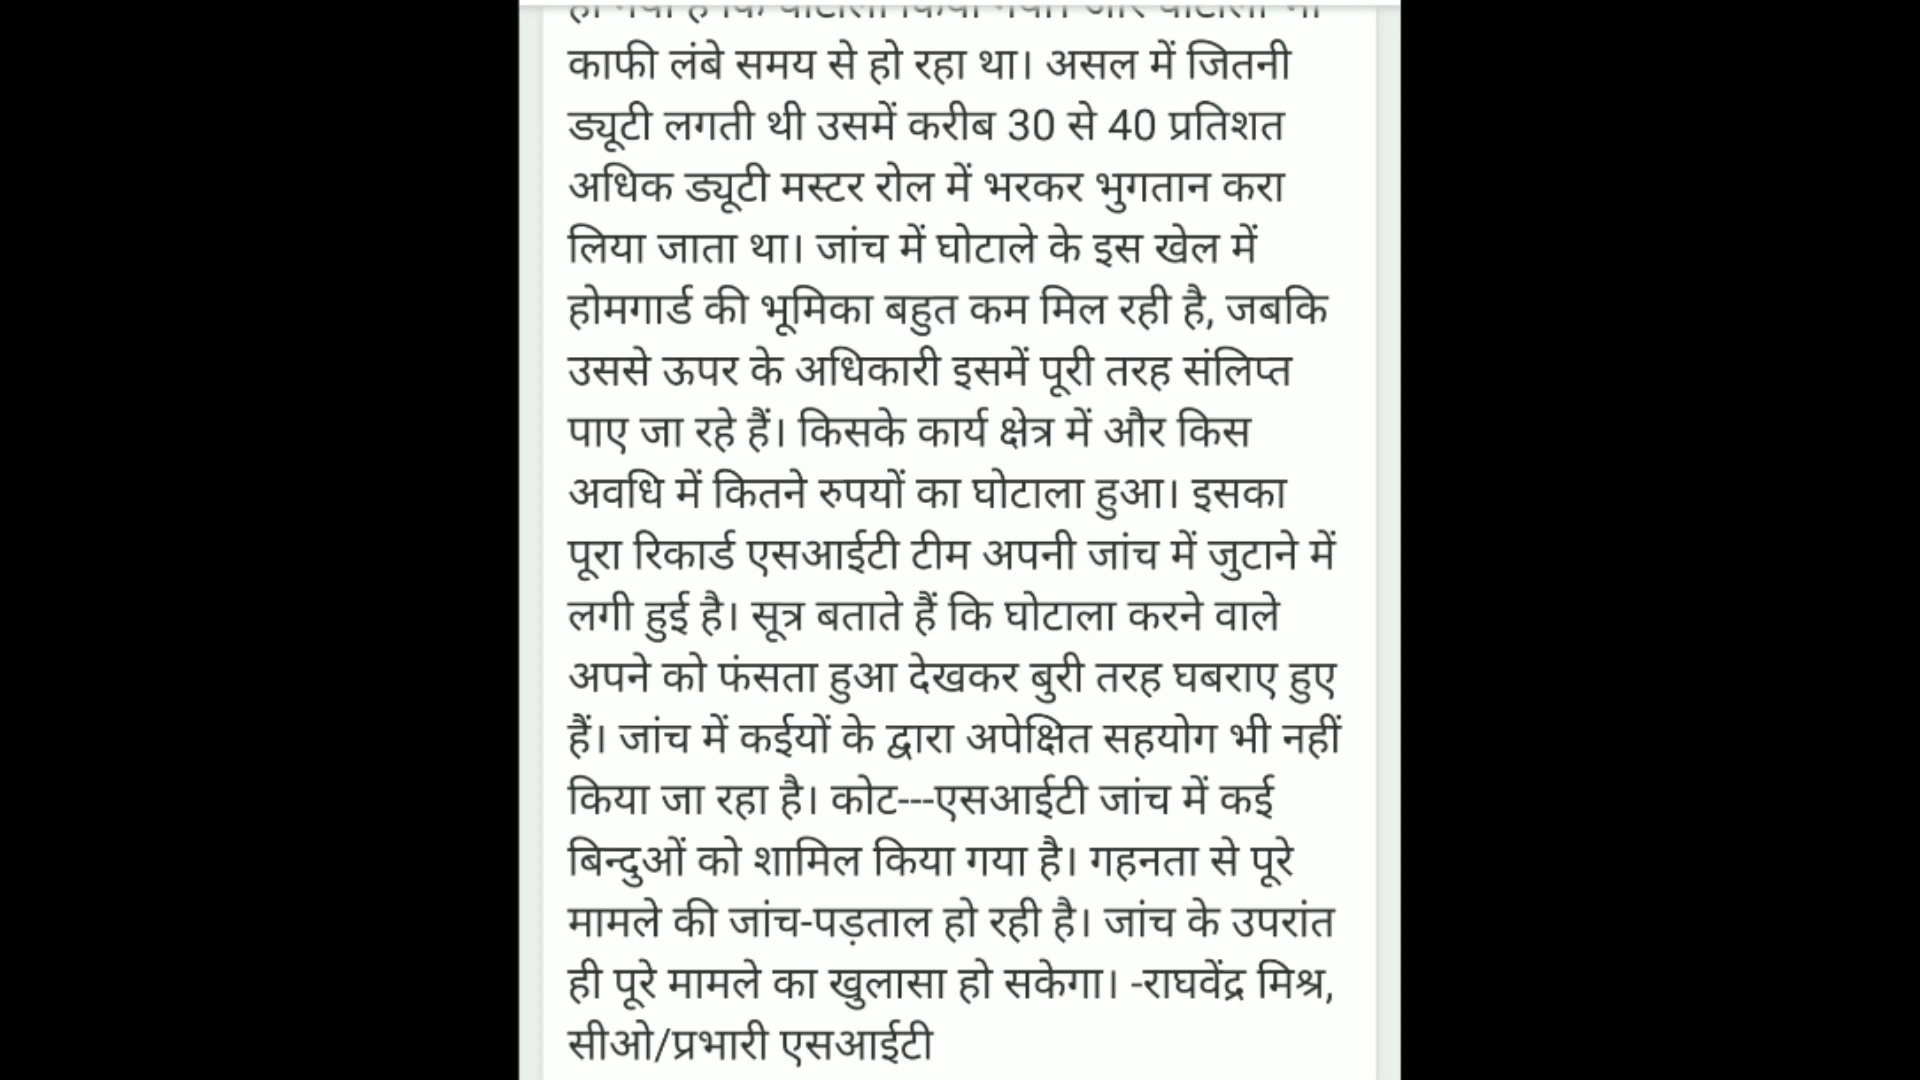 काफी लंबे समय से हो रहा था। असल में जितनी
ड्यूटी लगती थी उसमें करीब 30 से 40 प्रतिशत
अधिक ड्यूटी मस्टर रोल में भरकर भुगतान करा
लिया जाता था। जांच में घोटाले के इस खेल में
होमगार्ड की भूमिका बहुत कम मिल रही है, जबकि
उससे ऊपर के अधिकारी इसमें पूरी तरह संलिप्त
पाए जा रहे हैं। किसके कार्य क्षेत्र में और किस
अवधि में कितने रुपयों का घोटाला हुआ। इसका
पूरा रिकार्ड एसआईटी टीम अपनी जांच में जुटाने में
लगी हुई है। सूत्र बताते हैं कि घोटाला करने वाले
अपने को फंसता हुआ देखकर बुरी तरह घबराए हुए
हैं। जांच में कईयों के द्वारा अपेक्षित सहयोग भी नहीं
किया जा रहा है। कोट---एसआईटी जांच में कई
बिन्दुओं को शामिल किया गया है। गहनता से पूरे
मामले की जांच-पड़ताल हो रही है। जांच के उपरांत
ही पूरे मामले का खुलासा हो सकेगा। -राघवेंद्र मिश्र,
सीओ/प्रभारी एसआईटी